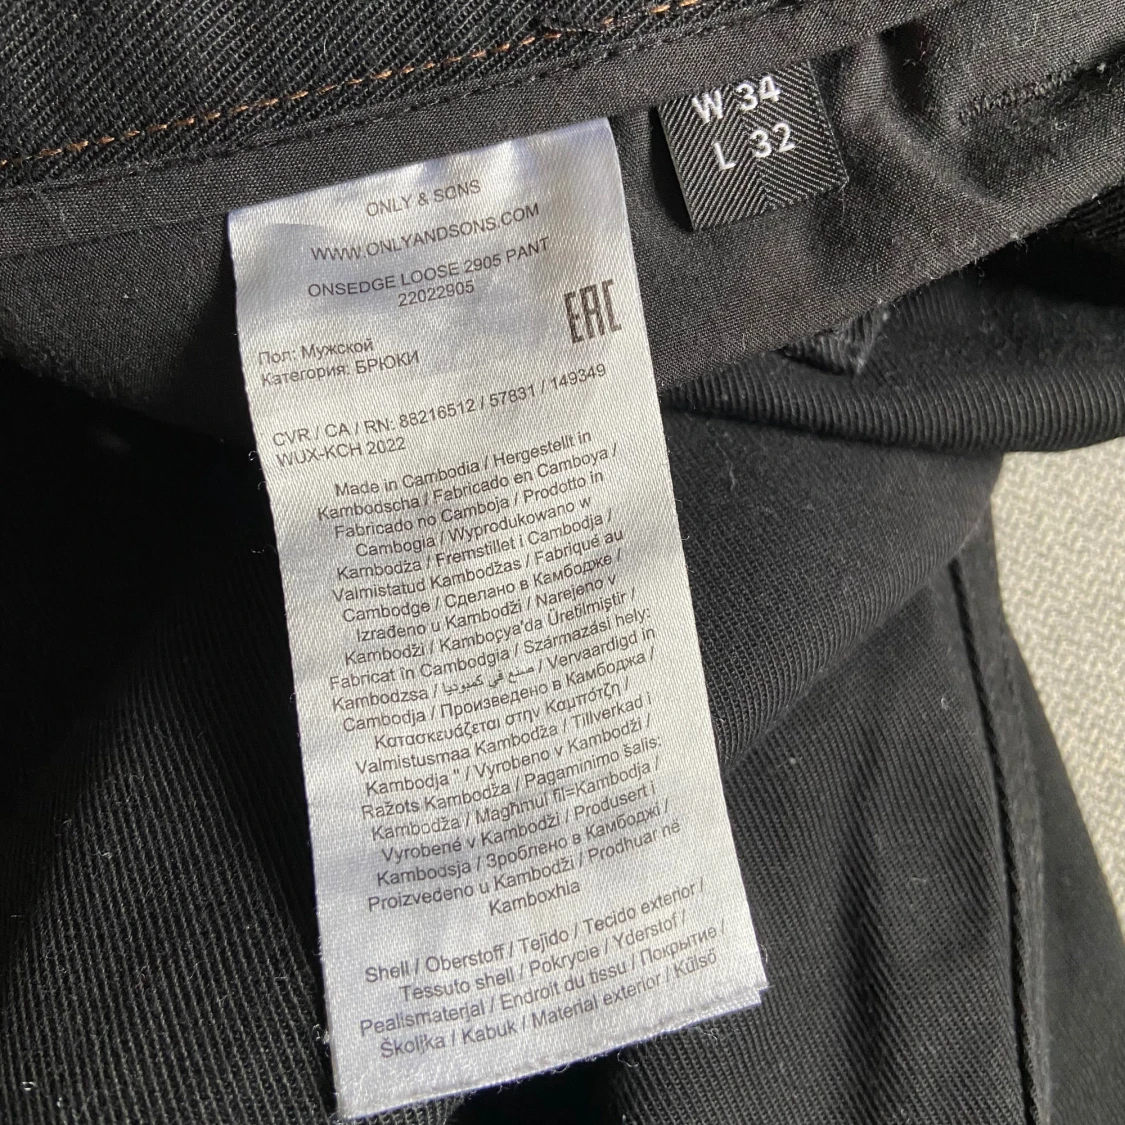 W 34
L 32
ONLY & SONS
WWW.ONLYANDSONS.COM
ONSEDGE LOOSE 2905 PANT
22022905
EAC
Пол: Мужской
Категория: БРЮКИ
CVR / CA / RN: 88216512 / 57831 / 149349
WUX-KCH 2022
Made in Cambodia / Hergestellt in
Kambodscha / Fabricado en Camboya /
Fabricado no Camboja / Prodotto in
Cambogia / Wyprodukowano w
Kambodża / Fremstillet i Cambodja /
Valmistatud Kambodžas / Fabriqué au
Cambodge / Сделано в Камбодже /
Izrađeno u Kambodži / Narejeno v
Kambodži / Kamboçya'da Üretilmiştir /
Fabricat în Cambodgia / Származási hely:
Kambodzsa / صنع في كمبوديا / Vervaardigd in
Cambodja / Произведено в Камбоджа /
Κατασκευάζεται στην Καμπότζη /
Valmistusmaa Kambodža / Tillverkad i
Kambodja " / Vyrobeno v Kambodži /
Ražots Kambodža / Pagaminimo šalis:
Kambodža / Magħmul fil=Kambodja /
Vyrobené v Kambodži / Produsert i
Kambodsja / Зроблено в Камбоджі /
Proizvedeno u Kambodži / Prodhuar në
Kamboxhia
Shell / Oberstoff / Tejido / Tecido exterior /
Tessuto shell / Pokrycie / Yderstof /
Pealismaterjal / Endroit du tissu / Покрытие /
Školjka / Kabuk / Material exterior / Külső